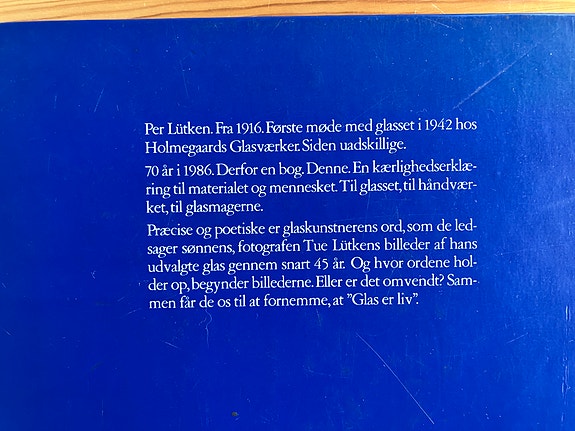 Per Lütken. Fra 1916. Første møde med glasset i 1942 hos
Holmegaards Glasværker. Siden uadskillige.
70 år i 1986. Derfor en bog. Denne. En kærlighedserklæ-
ring til materialet og mennesket. Til glasset, til håndvær-
ket, til glasmagerne.
Præcise og poetiske er glaskunstnerens ord, som de led-
sager sønnens, fotografen Tue Lütkens billeder af hans
udvalgte glas gennem snart 45 år. Og hvor ordene hol-
der op, begynder billederne. Eller er det omvendt? Sam-
men får de os til at fornemme, at ”Glas er liv”.